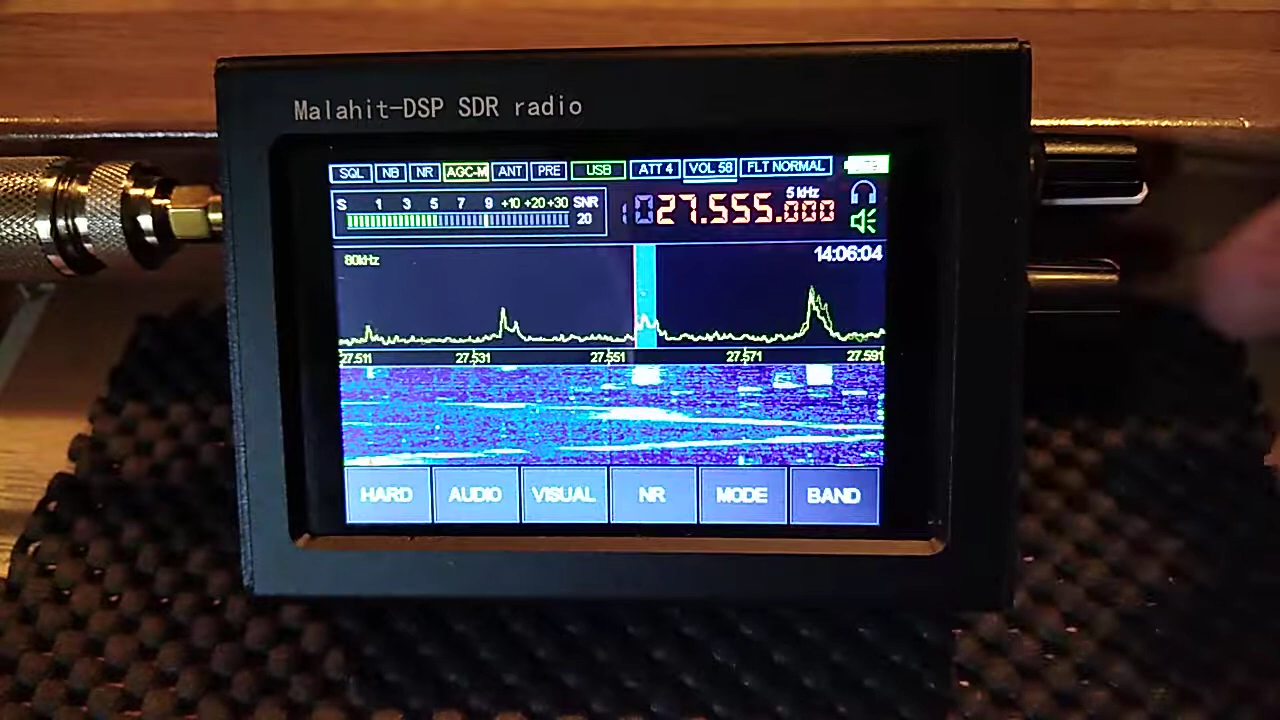 Malahit-DSP SDR radio
SQL NB NR AGC-M ANT PRE USB ATT 4 VOL 58 FLT NORMAL
S 1 3 5 7 9 +10 +20 +30 SNR
20
5 kHz
27.555.000
80kHz
14:06:04
27.511 27.531 27.551 27.571 27.591
HARD AUDIO VISUAL NR MODE BAND